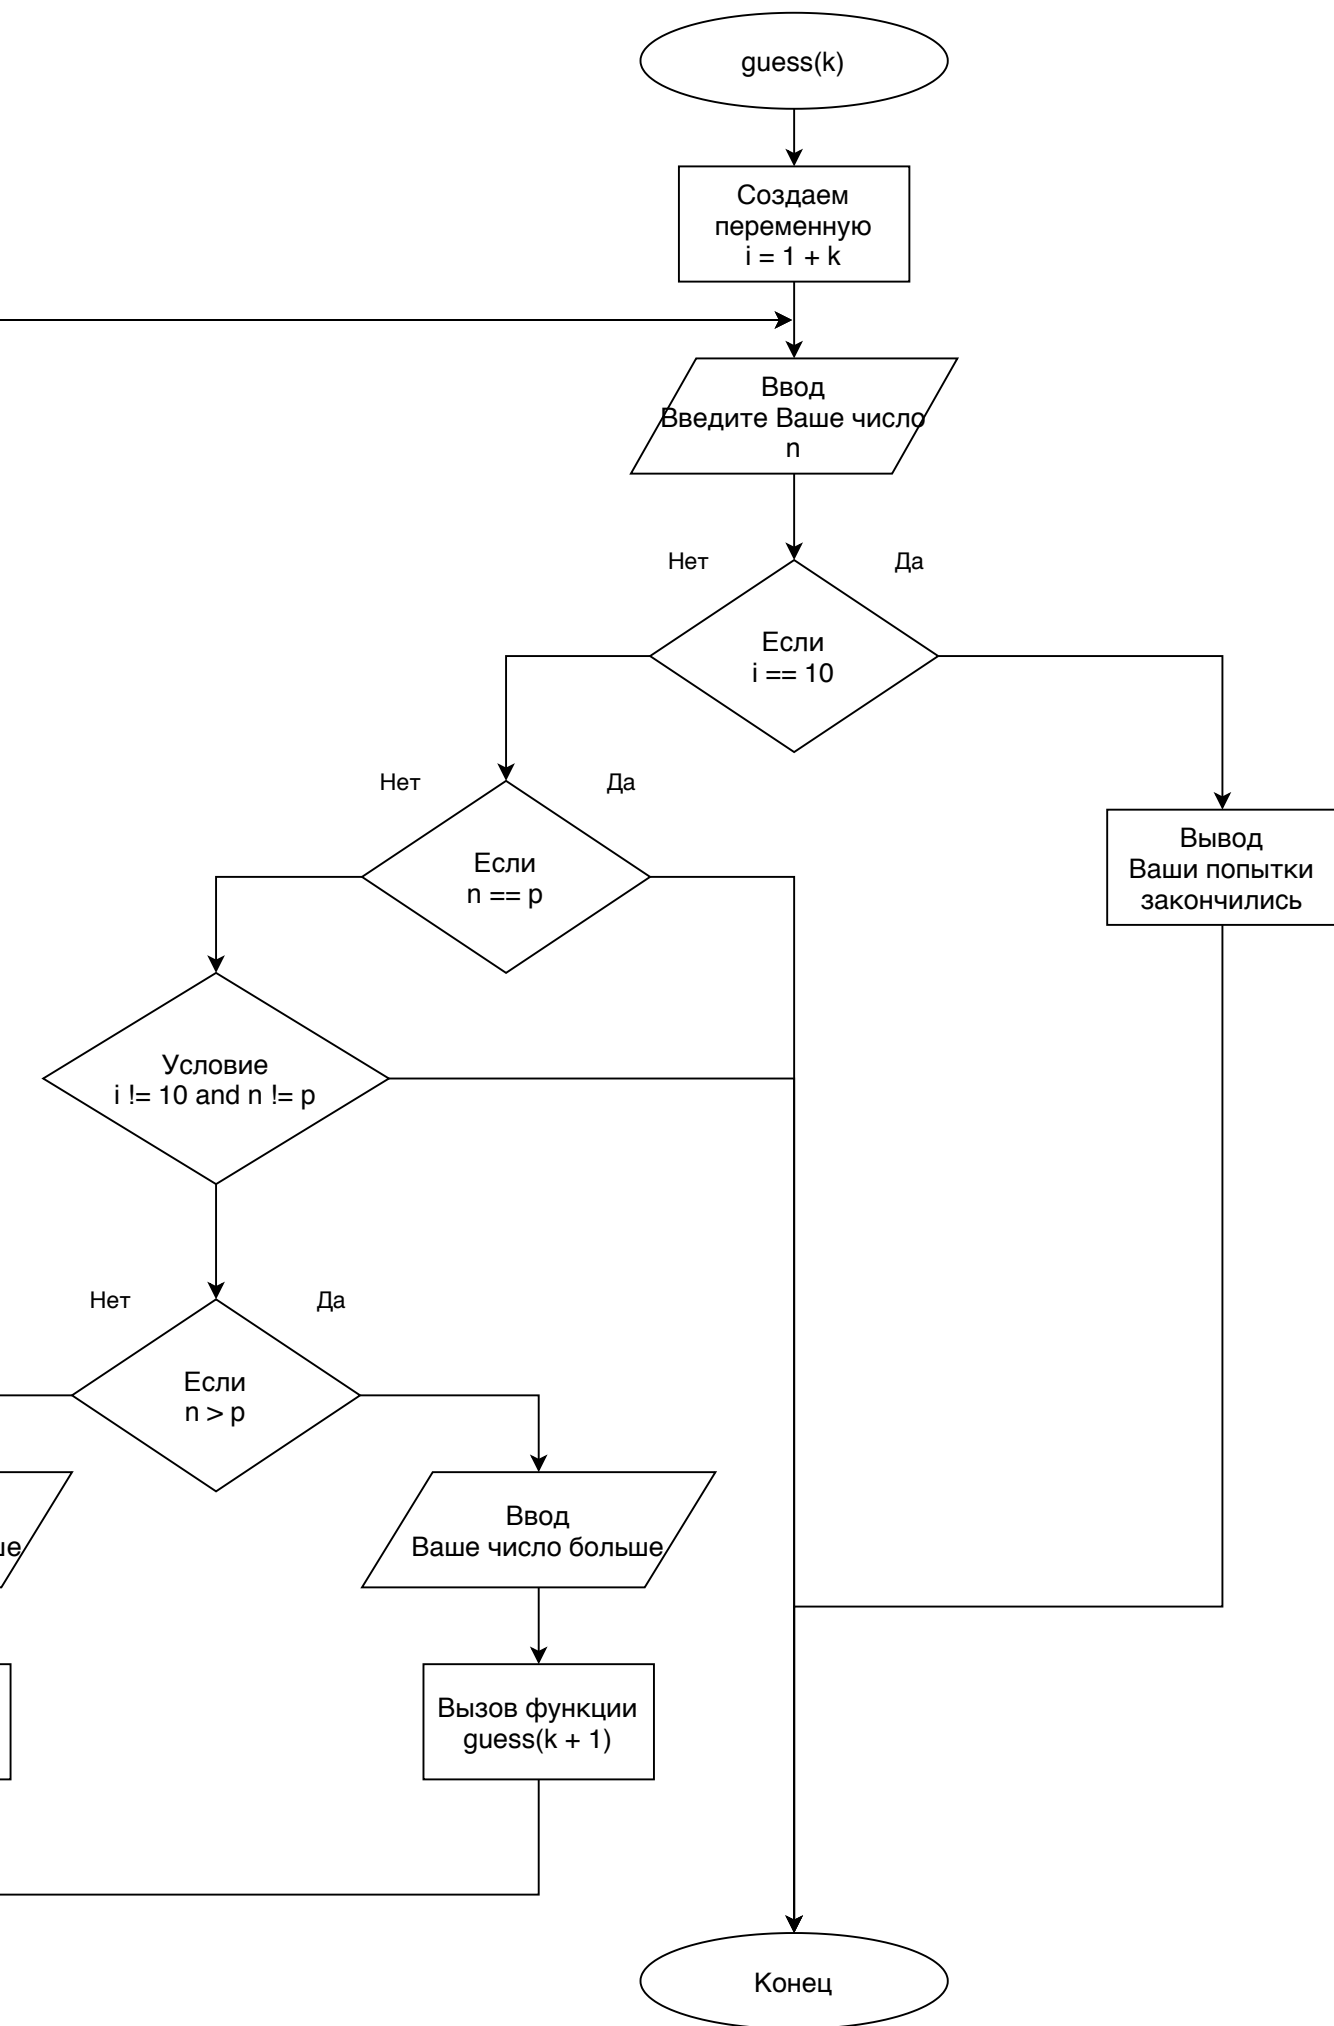 guess(k)
Создаем
переменную
i = 1 + k
Ввод
Введите Ваше число
n
Нет
Да
Если
i == 10
Нет
Да
Если
n == p
Вывод
Ваши попытки
закончились
Условие
i != 10 and n != p
Нет
Да
Если
n > p
Ввод
Ваше число больше
Вызов функции
guess(k + 1)
Конец